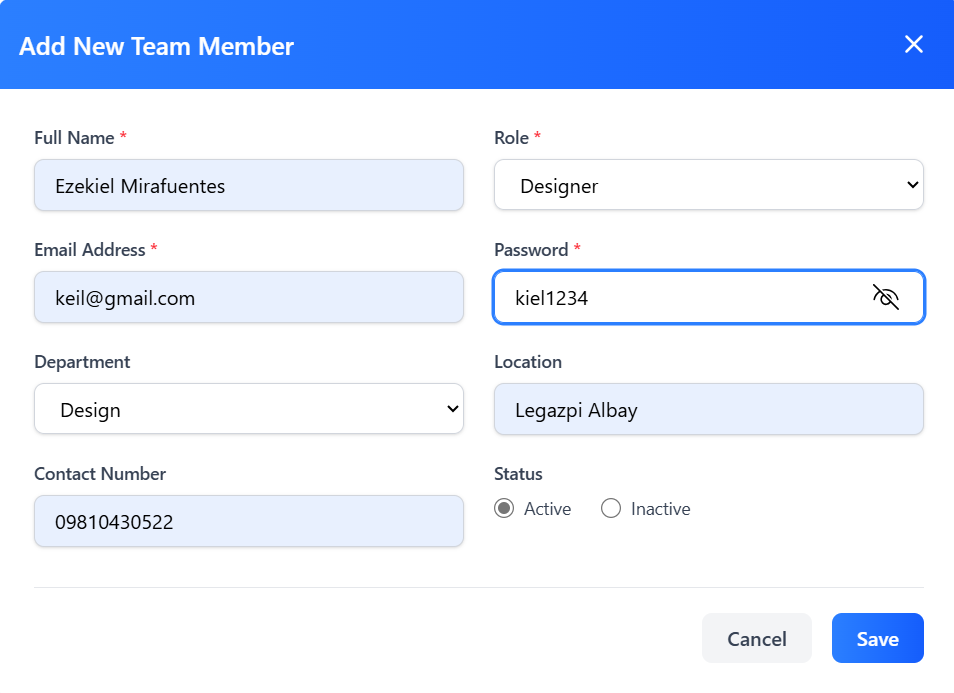 Add New Team Member
Full Name *
Role *
Ezekiel Mirafuentes
Designer
Email Address *
Password *
keil@gmail.com
kiel1234
Department
Location
Design
Legazpi Albay
Contact Number
Status
09810430522
Active
Inactive
Cancel
Save